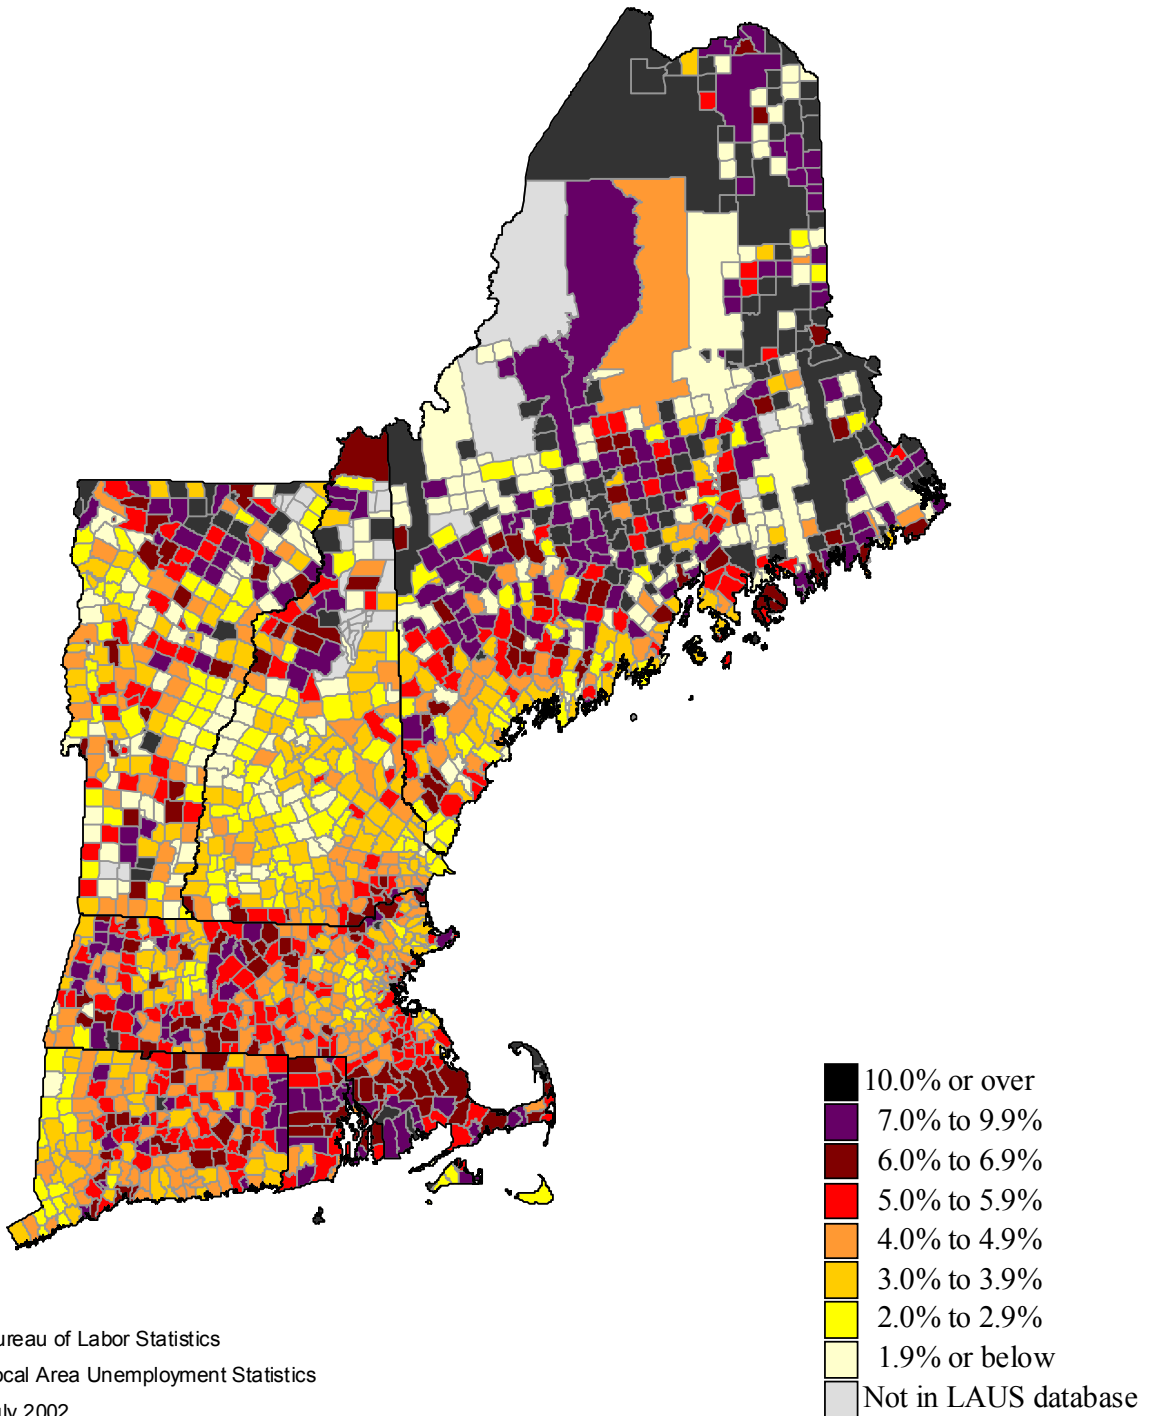 10.0% or over
7.0% to 9.9%
6.0% to 6.9%
5.0% to 5.9%
4.0% to 4.9%
3.0% to 3.9%
2.0% to 2.9%
1.9% or below
Not in LAUS database
ureau of Labor Statistics
ocal Area Unemployment Statistics
uly 2002